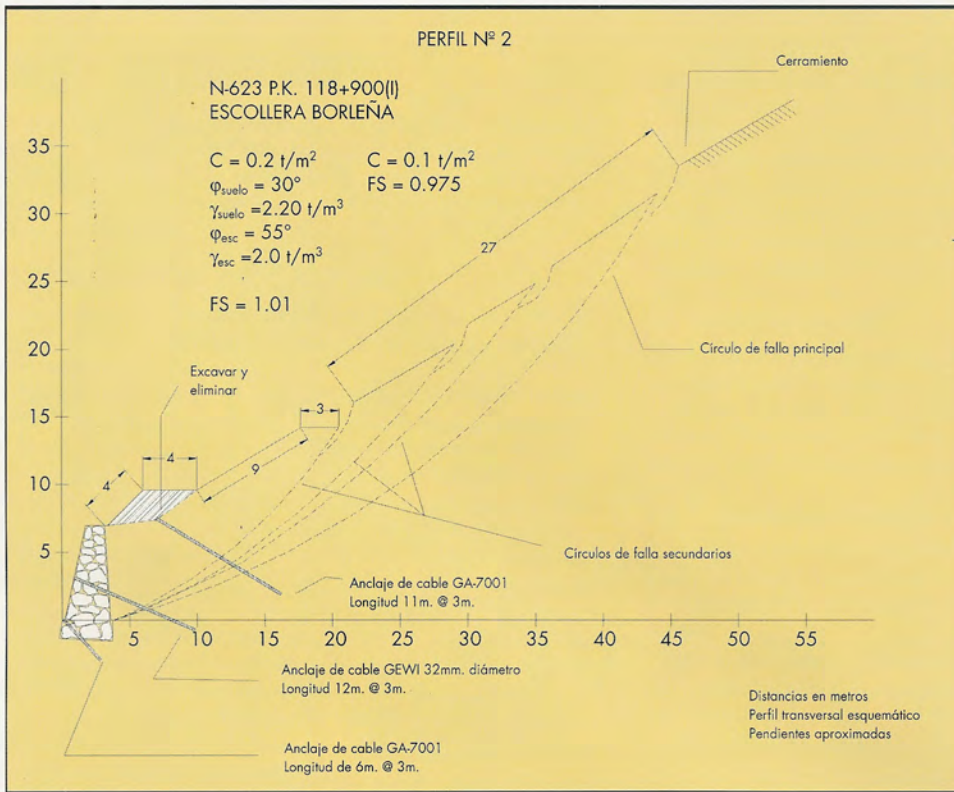 PERFIL Nº 2
Cerramiento
N-623 P.K. 118+900(I)
ESCOLLERA BORLEÑA
C = 0.2 t/m² C = 0.1 t/m²
φsuelo = 30° FS = 0.975
γsuelo =2.20 t/m³
φesc = 55°
γesc =2.0 t/m³
FS = 1.01
35
30
25
20
15
10
5
27
Círculo de falla principal
Excavar y
eliminar
3
4
9
4
Círculos de falla secundarios
Anclaje de cable GA-7001
Longitud 11m. @ 3m.
5 10 15 20 25 30 35 40 45 50 55
Anclaje de cable GEWI 32mm. diámetro
Longitud 12m. @ 3m.
Distancias en metros
Perfil transversal esquemático
Pendientes aproximadas
Anclaje de cable GA-7001
Longitud de 6m. @ 3m.